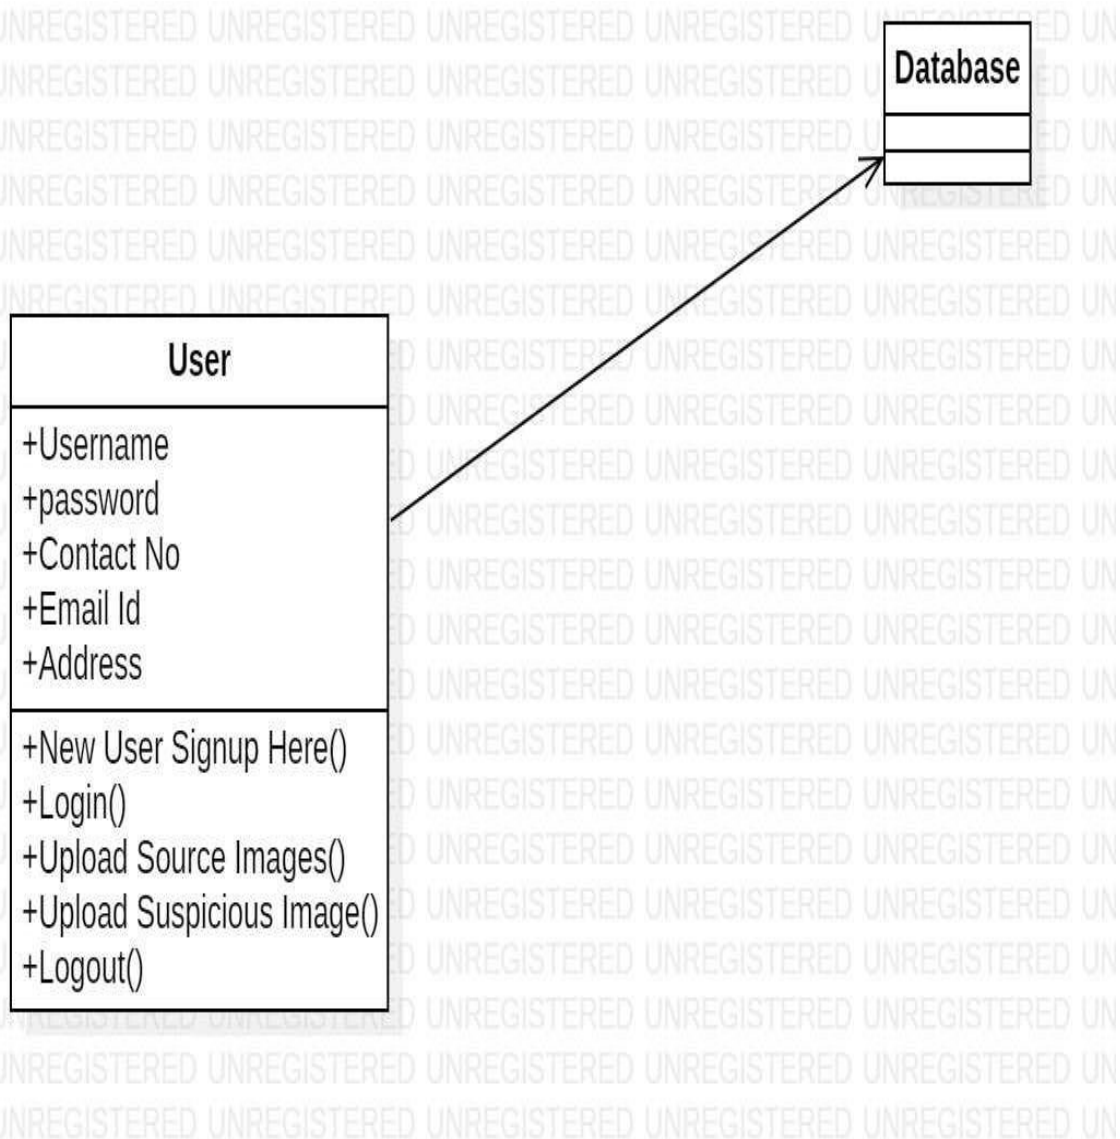 Database
User
+Username
+password
+Contact No
+Email Id
+Address
+New User Signup Here()
+Login()
+Upload Source Images()
+Upload Suspicious Image()
+Logout()
UNREGISTERED